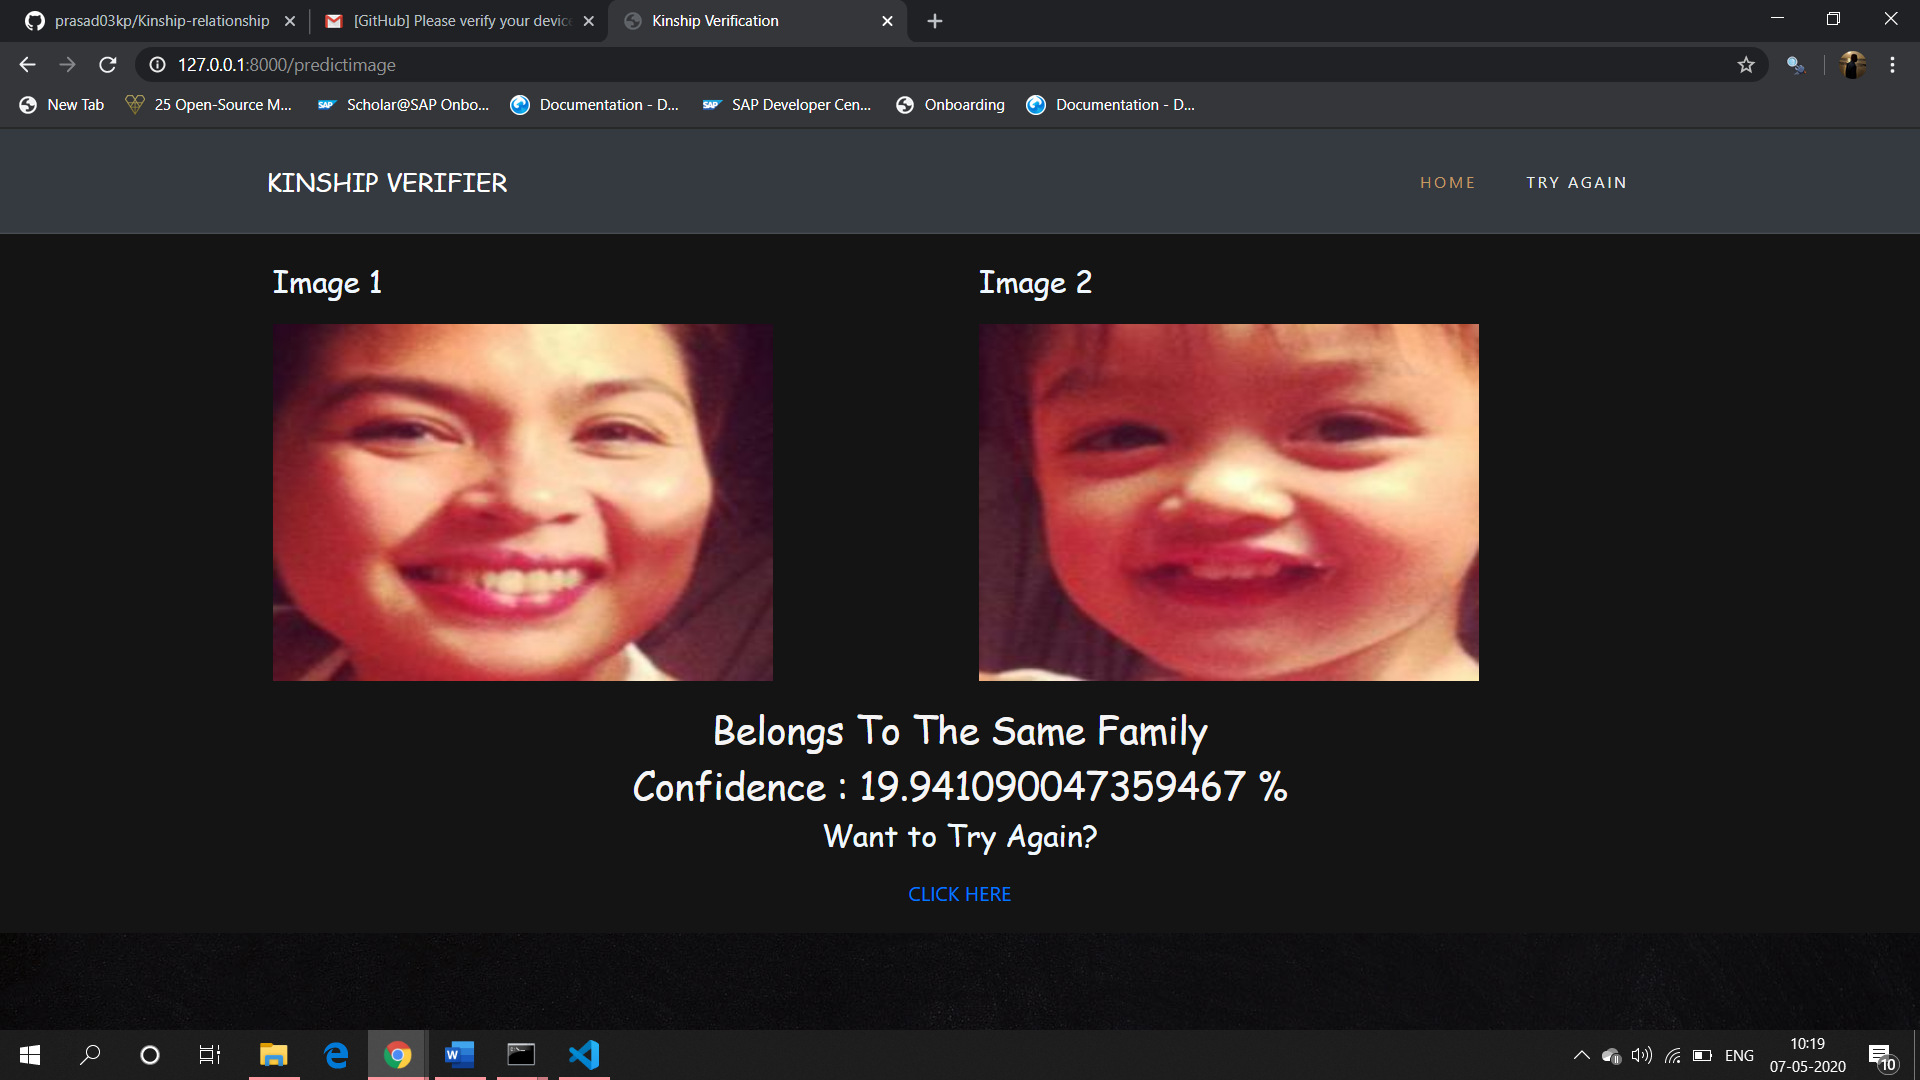 prasad03kp/Kinship-relationship
[GitHub] Please verify your device
Kinship Verification
127.0.0.1:8000/predictimage
New Tab
25 Open-Source M...
SAP
Scholar@SAP Onbo...
Documentation - D...
SAP
SAP Developer Cen...
Onboarding
Documentation - D...
KINSHIP VERIFIER
HOME
TRY AGAIN
Image 1
Image 2
Belongs To The Same Family
Confidence : 19.941090047359467 %
Want to Try Again?
CLICK HERE
ENG
10:19
07-05-2020
10